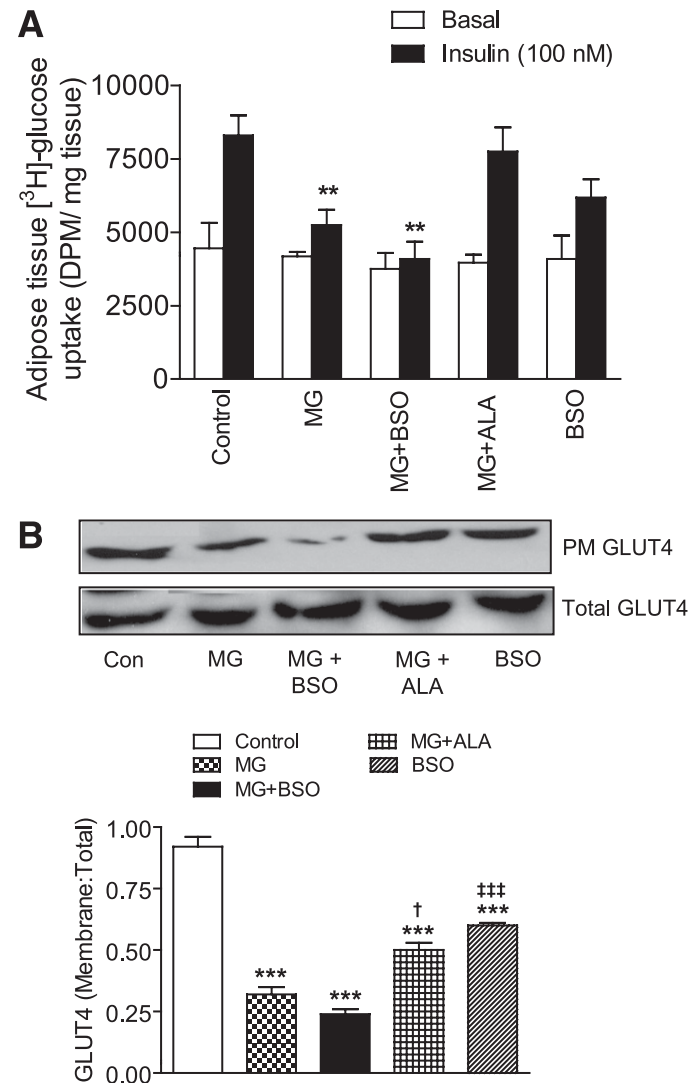 A
Basal
Insulin (100 nM)
Adipose tissue [³H]-glucose
uptake (DPM/ mg tissue)
10000
7500
5000
2500
0
**
**
Control
MG
MG+BSO
MG+ALA
BSO
B
PM GLUT4
Total GLUT4
Con
MG
MG +
BSO
MG +
ALA
BSO
Control
MG
MG+BSO
MG+ALA
BSO
GLUT4 (Membrane:Total)
1.00
0.75
0.50
0.25
0.00
***
***
†
***
‡‡‡
***